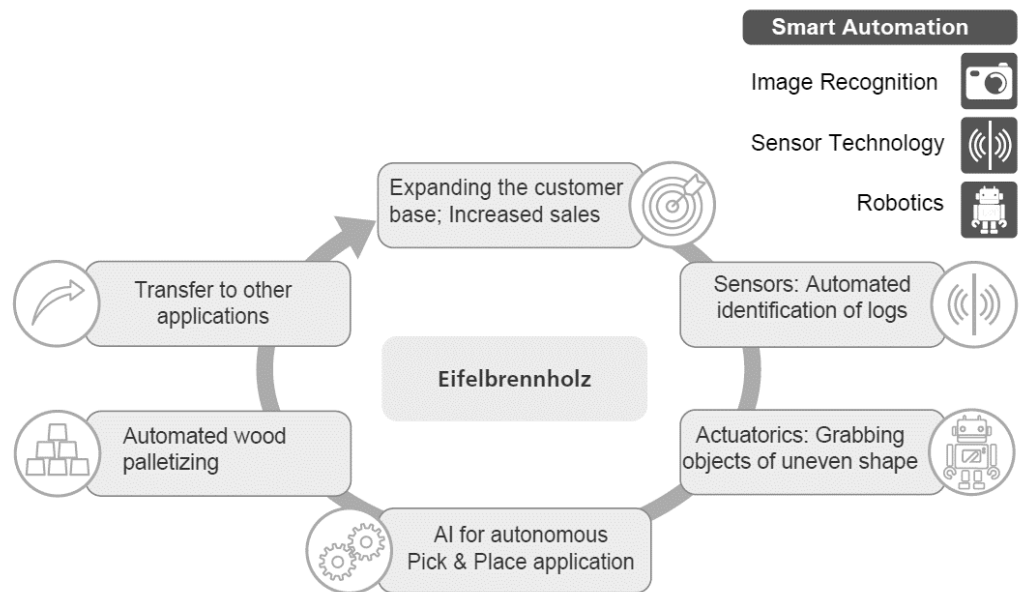 Smart Automation
Image Recognition
Sensor Technology
Robotics
Expanding the customer
base; Increased sales
Sensors: Automated
identification of logs
Actuatorics: Grabbing
objects of uneven shape
AI for autonomous
Pick & Place application
Automated wood
palletizing
Transfer to other
applications
Eifelbrennholz